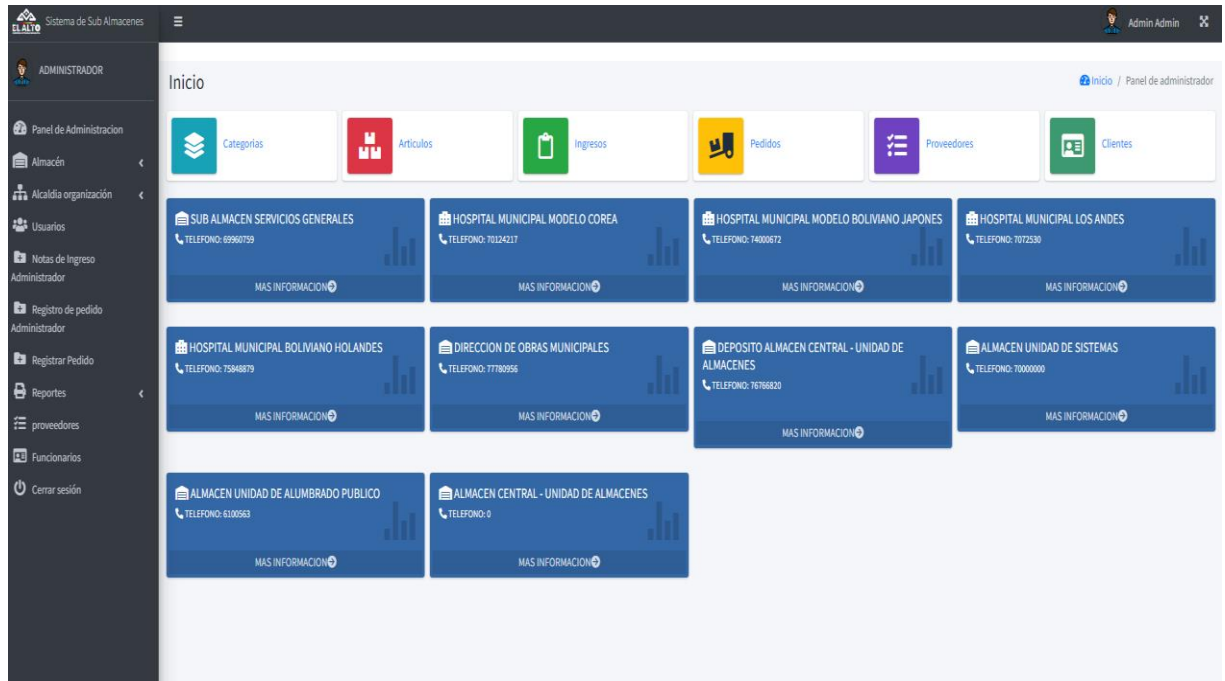 EL ALTO
Sistema de Sub Almacenes
Admin Admin
ADMINISTRADOR
Panel de Administracion
Almacén
Alcaldia organización
Usuarios
Notas de Ingreso
Administrador
Registro de pedido
Administrador
Registrar Pedido
Reportes
proveedores
Funcionarios
Cerrar sesión
Inicio
Inicio / Panel de administrador
Categorias
Articulos
Ingresos
Pedidos
Proveedores
Clientes
SUB ALMACEN SERVICIOS GENERALES
TELEFONO: 69960759
MAS INFORMACION
HOSPITAL MUNICIPAL MODELO COREA
TELEFONO: 70124217
MAS INFORMACION
HOSPITAL MUNICIPAL MODELO BOLIVIANO JAPONES
TELEFONO: 74000672
MAS INFORMACION
HOSPITAL MUNICIPAL LOS ANDES
TELEFONO: 7072530
MAS INFORMACION
HOSPITAL MUNICIPAL BOLIVIANO HOLANDES
TELEFONO: 75848879
MAS INFORMACION
DIRECCION DE OBRAS MUNICIPALES
TELEFONO: 77780956
MAS INFORMACION
DEPOSITO ALMACEN CENTRAL - UNIDAD DE
ALMACENES
TELEFONO: 76766820
MAS INFORMACION
ALMACEN UNIDAD DE SISTEMAS
TELEFONO: 70000000
MAS INFORMACION
ALMACEN UNIDAD DE ALUMBRADO PUBLICO
TELEFONO: 6100563
MAS INFORMACION
ALMACEN CENTRAL - UNIDAD DE ALMACENES
TELEFONO: 0
MAS INFORMACION